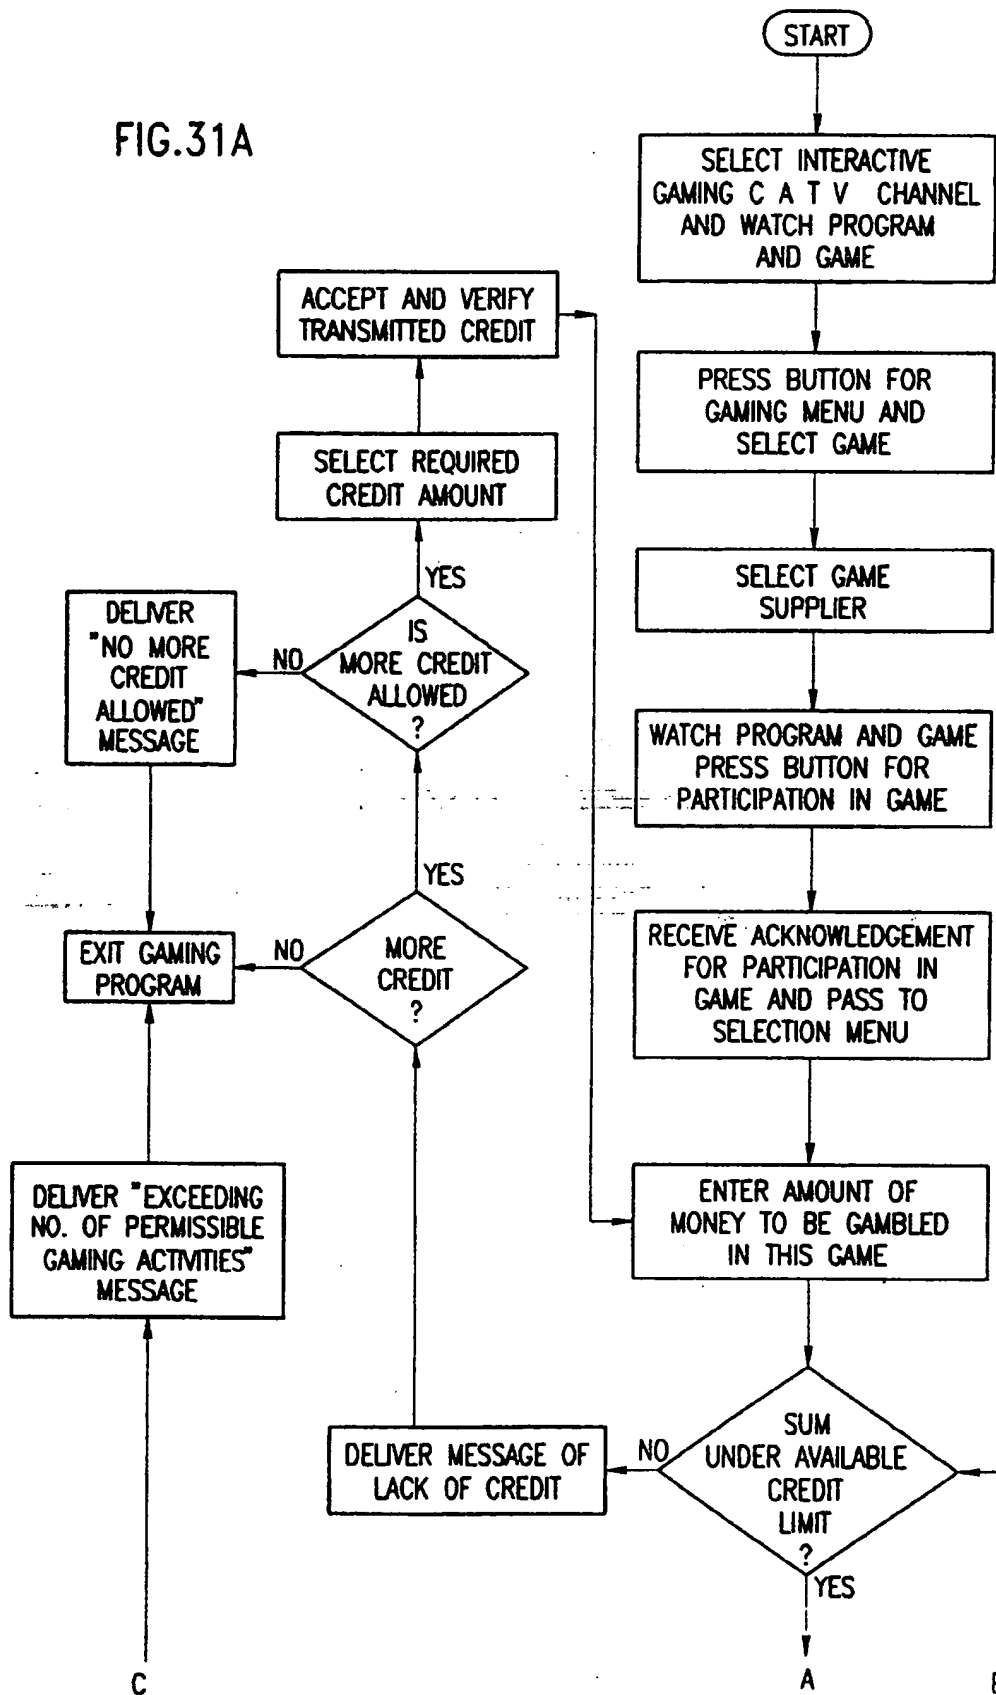 START
FIG.31A
SELECT INTERACTIVE
GAMING C A T V CHANNEL
AND WATCH PROGRAM
AND GAME
ACCEPT AND VERIFY
TRANSMITTED CREDIT
PRESS BUTTON FOR
GAMING MENU AND
SELECT GAME
SELECT REQUIRED
CREDIT AMOUNT
SELECT GAME
SUPPLIER
YES
DELIVER
"NO MORE
CREDIT
ALLOWED"
MESSAGE
NO
IS
MORE CREDIT
ALLOWED
?
WATCH PROGRAM AND GAME
PRESS BUTTON FOR
PARTICIPATION IN GAME
YES
EXIT GAMING
PROGRAM
NO
MORE
CREDIT
?
RECEIVE ACKNOWLEDGEMENT
FOR PARTICIPATION IN
GAME AND PASS TO
SELECTION MENU
DELIVER "EXCEEDING
NO. OF PERMISSIBLE
GAMING ACTIVITIES"
MESSAGE
ENTER AMOUNT OF
MONEY TO BE GAMBLED
IN THIS GAME
DELIVER MESSAGE OF
LACK OF CREDIT
NO
SUM
UNDER AVAILABLE
CREDIT
LIMIT
?
YES
C
A